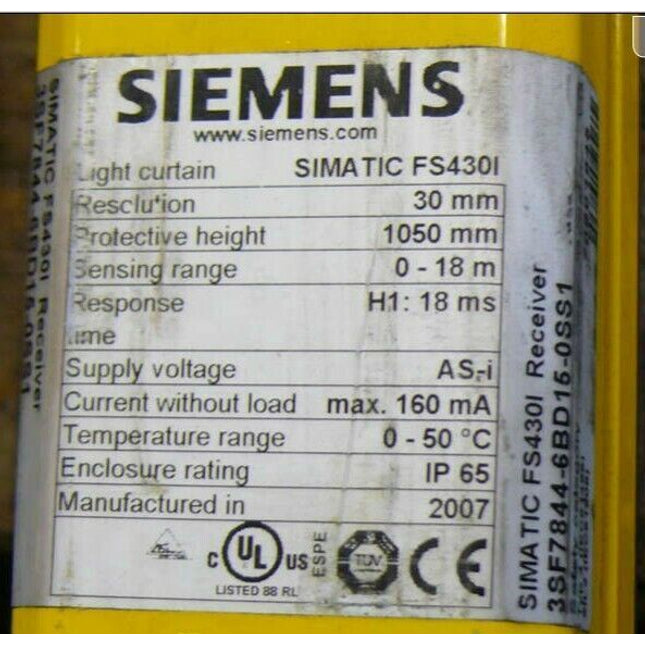 SIEMENS
www.siemens.com
Light curtain SIMATIC FS430I
Resolution 30 mm
Protective height 1050 mm
Sensing range 0 - 18 m
Response H1: 18 ms
time
Supply voltage AS-i
Current without load max. 160 mA
Temperature range 0 - 50 °C
Enclosure rating IP 65
Manufactured in 2007
C UL US
LISTED 88 RL
ESPE
TÜV
CE
SIMATIC FS430I Receiver
3SF7844-6BD15-0SS1
SIMATIC FS430I Receiver
3SF7844-6BD15-0SS1